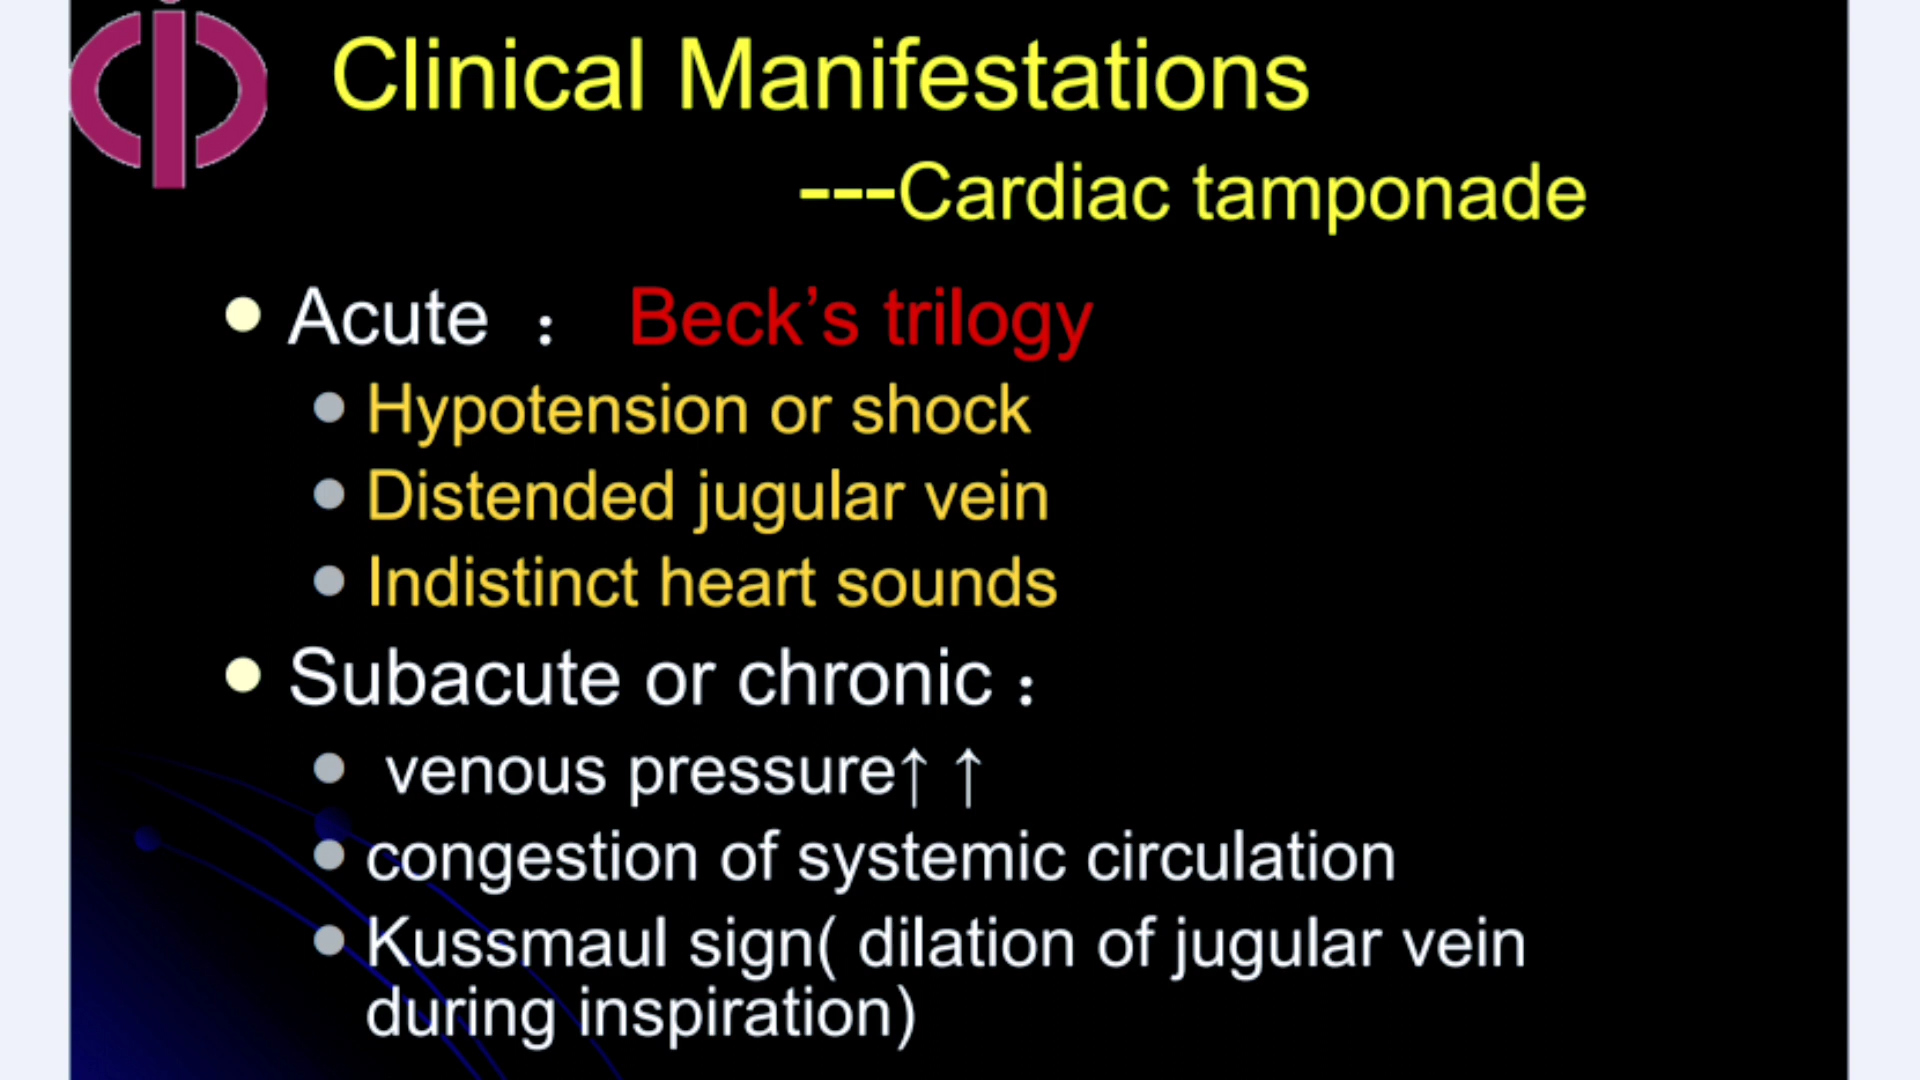 Clinical Manifestations
---Cardiac tamponade
Acute ： Beck’s trilogy
Hypotension or shock
Distended jugular vein
Indistinct heart sounds
Subacute or chronic：
venous pressure↑ ↑
congestion of systemic circulation
Kussmaul sign( dilation of jugular vein
during inspiration)